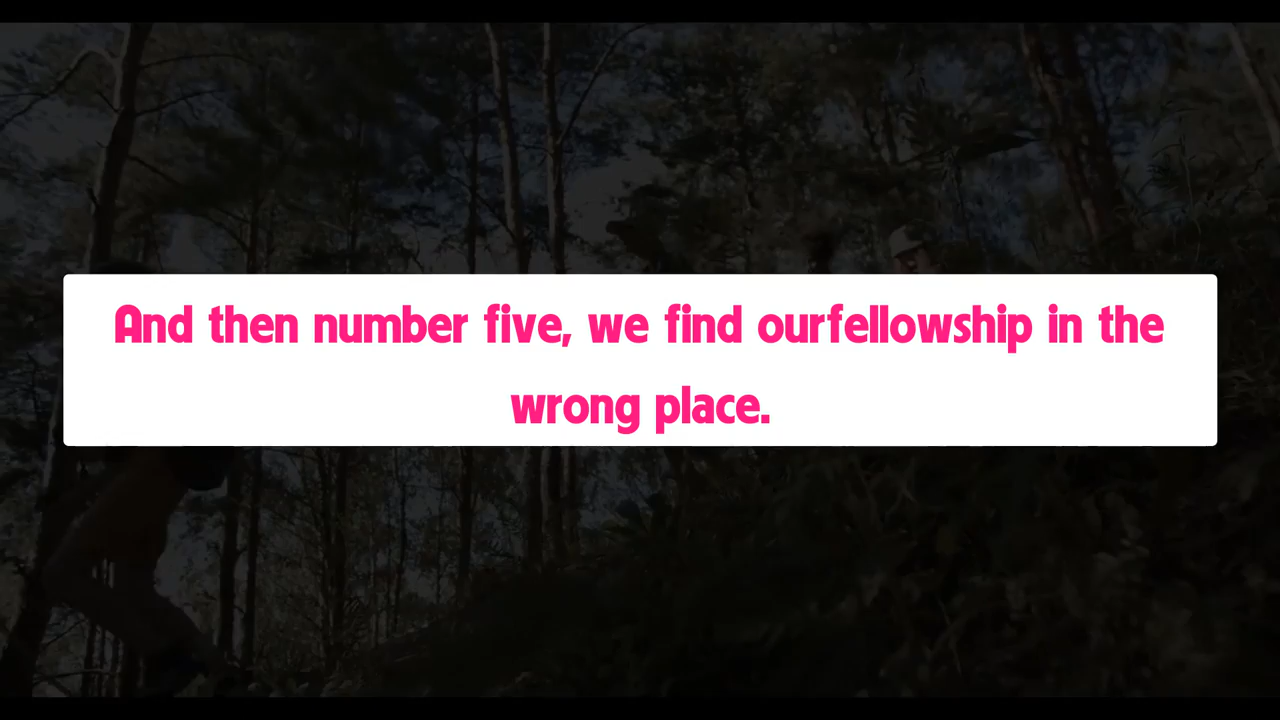 And then number five, we find ourfellowship in the
wrong place.